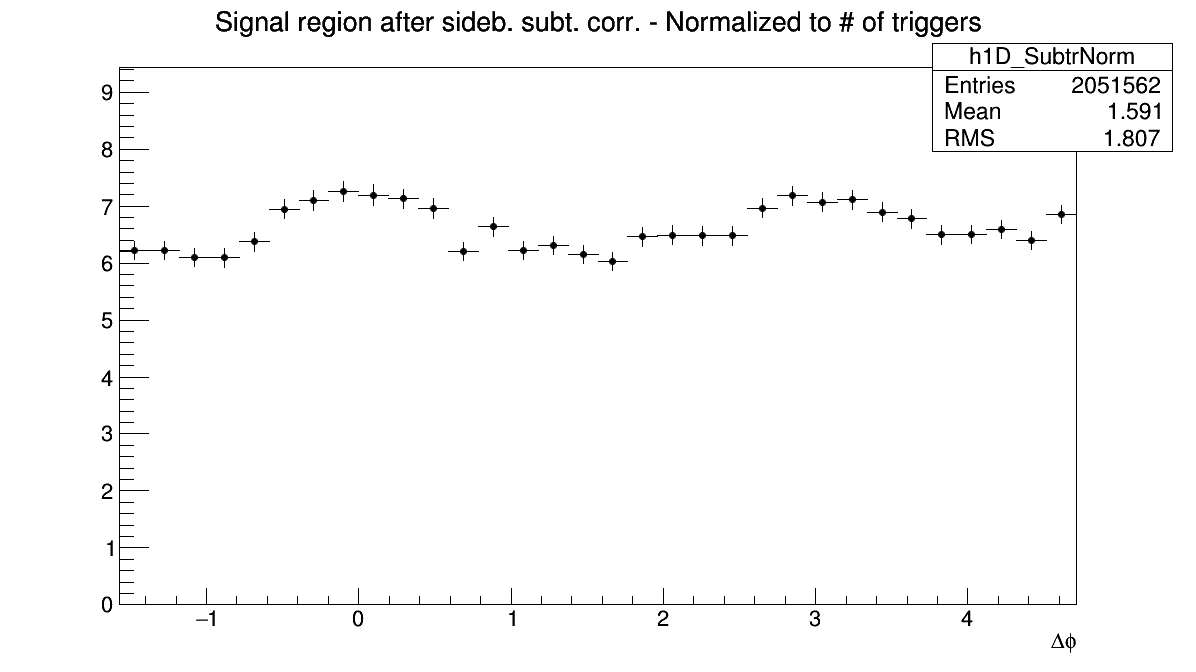 Signal region after sideb. subt. corr. - Normalized to # of triggers
h1D_SubtrNorm
Entries 2051562
Mean 1.591
RMS 1.807
9
8
7
6
5
4
3
2
1
0
−1 0 1 2 3 4
Δϕ